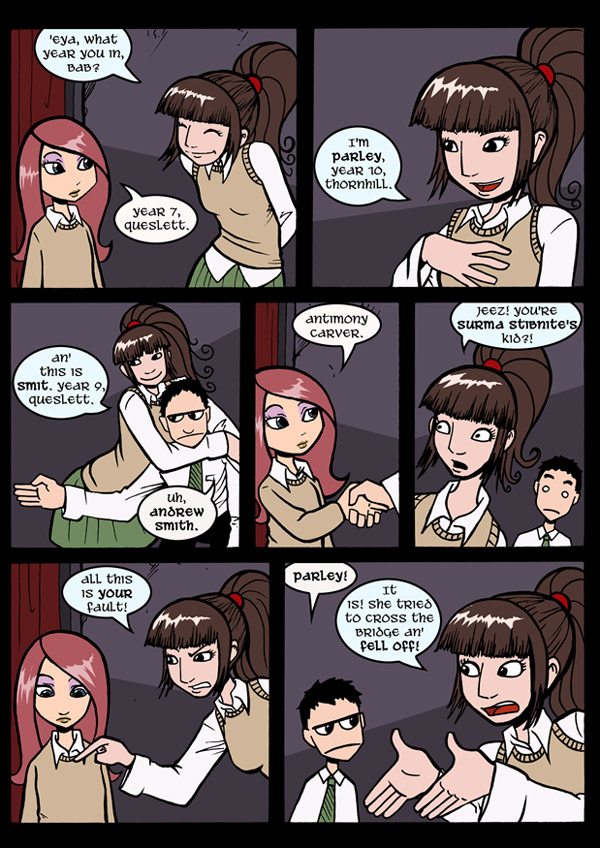 'EYA, WHAT
YEAR YOU IN,
BAB?
YEAR 7,
QUESLETT.
I'M
PARLEY,
YEAR 10,
THORNHILL.
AN'
THIS IS
SMIT. YEAR 9,
QUESLETT.
UH,
ANDREW
SMITH.
ANTIMONY
CARVER.
JEEZ! YOU'RE
SURMA STIBNITE'S
KID?!
ALL THIS
IS YOUR
FAULT!
PARLEY!
IT
IS! SHE TRIED
TO CROSS THE
BRIDGE AN'
FELL OFF!